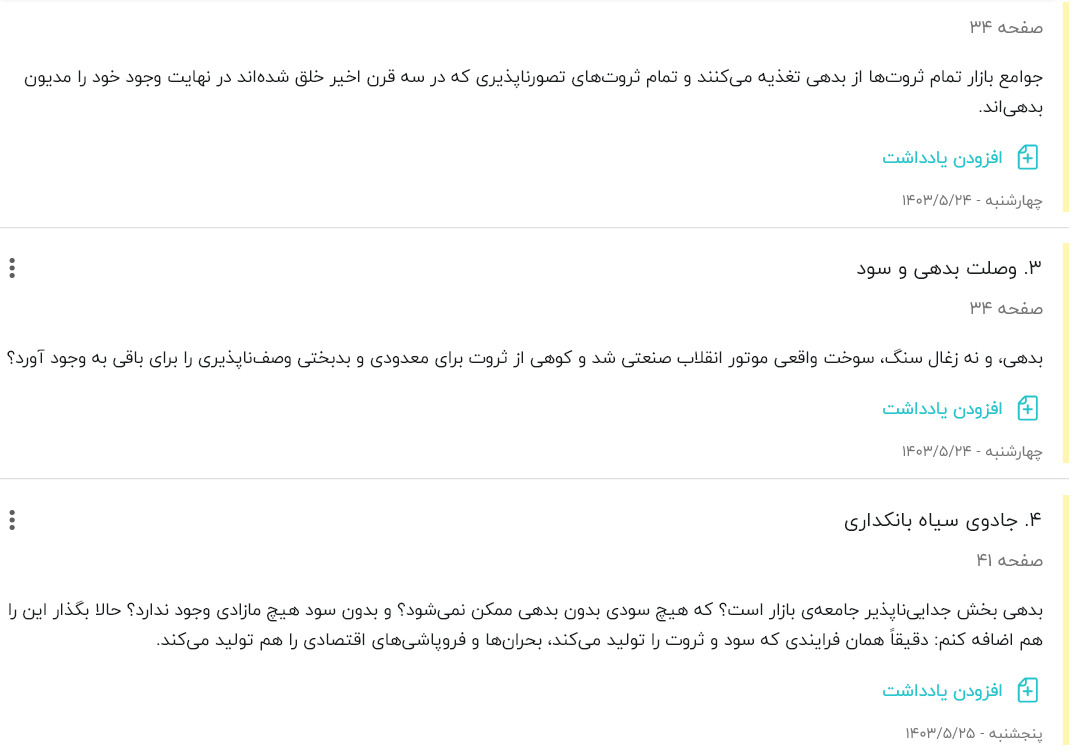 صفحه ۳۴
جوامع بازار تمام ثروت‌ها از بدهی تغذیه می‌کنند و تمام ثروت‌های تصورناپذیری که در سه قرن اخیر خلق شده‌اند در نهایت وجود خود را مدیون
بدهی‌اند.
افزودن یادداشت
چهارشنبه - ۱۴۰۳/۵/۲۴
۳. وصلت بدهی و سود
صفحه ۳۴
بدهی، و نه زغال سنگ، سوخت واقعی موتور انقلاب صنعتی شد و کوهی از ثروت برای معدودی و بدبختی وصف‌ناپذیری را برای باقی به وجود آورد؟
افزودن یادداشت
چهارشنبه - ۱۴۰۳/۵/۲۴
۴. جادوی سیاه بانکداری
صفحه ۴۱
بدهی بخش جدایی‌ناپذیر جامعه‌ی بازار است؟ که هیچ سودی بدون بدهی ممکن نمی‌شود؟ و بدون سود هیچ مازادی وجود ندارد؟ حالا بگذار این را
هم اضافه کنم: دقیقاً همان فرایندی که سود و ثروت را تولید می‌کند، بحران‌ها و فروپاشی‌های اقتصادی را هم تولید می‌کند.
افزودن یادداشت
پنجشنبه - ۱۴۰۳/۵/۲۵